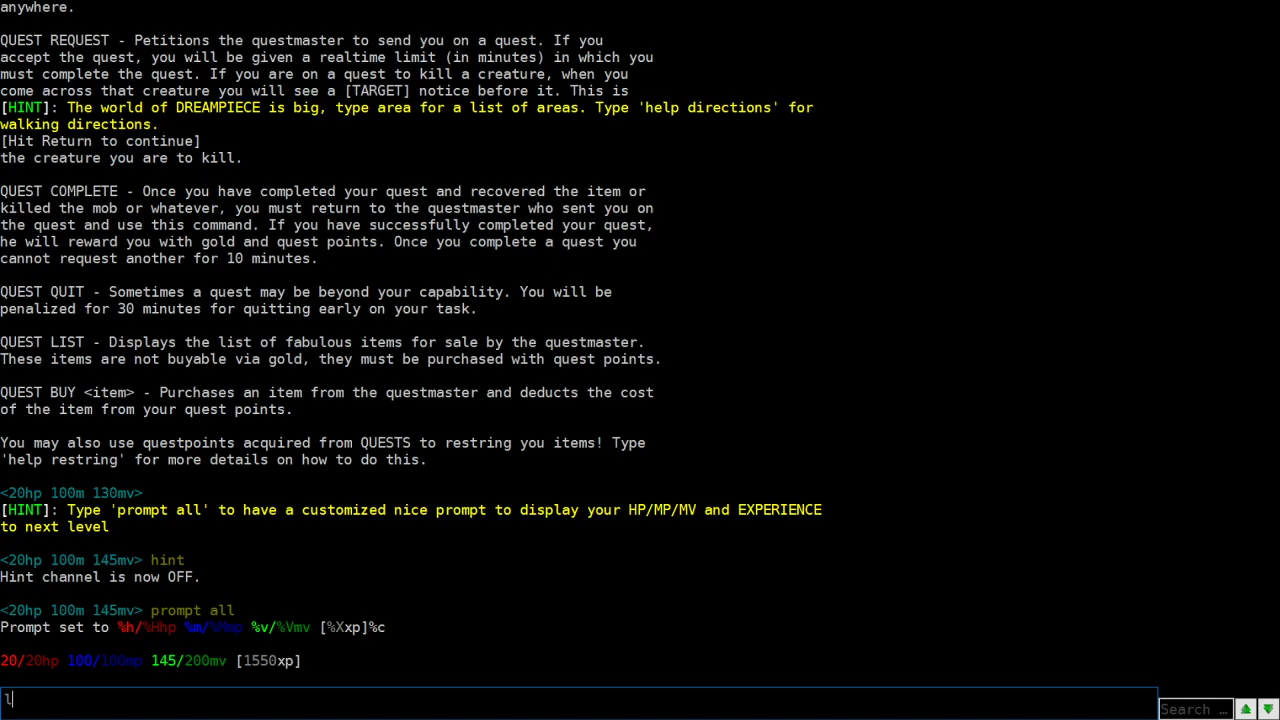 anywhere.
QUEST REQUEST - Petitions the questmaster to send you on a quest. If you
accept the quest, you will be given a realtime limit (in minutes) in which you
must complete the quest. If you are on a quest to kill a creature, when you
come across that creature you will see a [TARGET] notice before it. This is
[HINT]: The world of DREAMPIECE is big, type area for a list of areas. Type 'help directions' for
walking directions.
[Hit Return to continue]
the creature you are to kill.
QUEST COMPLETE - Once you have completed your quest and recovered the item or
killed the mob or whatever, you must return to the questmaster who sent you on
the quest and use this command. If you have successfully completed your quest,
he will reward you with gold and quest points. Once you complete a quest you
cannot request another for 10 minutes.
QUEST QUIT - Sometimes a quest may be beyond your capability. You will be
penalized for 30 minutes for quitting early on your task.
QUEST LIST - Displays the list of fabulous items for sale by the questmaster.
These items are not buyable via gold, they must be purchased with quest points.
QUEST BUY <item> - Purchases an item from the questmaster and deducts the cost
of the item from your quest points.
You may also use questpoints acquired from QUESTS to restring you items! Type
'help restring' for more details on how to do this.
<20hp 100m 130mv>
[HINT]: Type 'prompt all' to have a customized nice prompt to display your HP/MP/MV and EXPERIENCE
to next level
<20hp 100m 145mv> hint
Hint channel is now OFF.
<20hp 100m 145mv> prompt all
Prompt set to %h/%Hhp %m/%Mmp %v/%Vmv [%Xxp]%c
20/20hp 100/100mp 145/200mv [1550xp]
l
Search ...